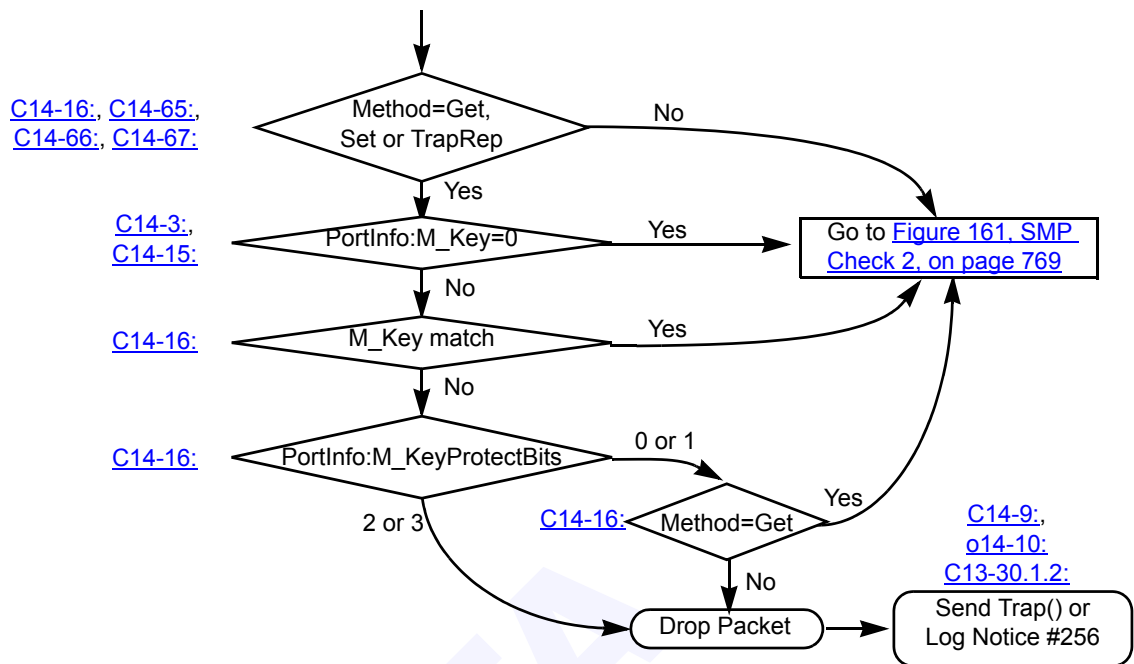 C14-16:, C14-65:,
C14-66:, C14-67:
Method=Get,
Set or TrapRep
No
Yes
C14-3:,
C14-15:
PortInfo:M_Key=0
Yes
Go to Figure 161, SMP
Check 2, on page 769
No
C14-16:
M_Key match
Yes
No
C14-16:
PortInfo:M_KeyProtectBits
0 or 1
2 or 3
C14-16:
Method=Get
Yes
No
C14-9:,
o14-10:
C13-30.1.2:
Drop Packet
Send Trap() or
Log Notice #256